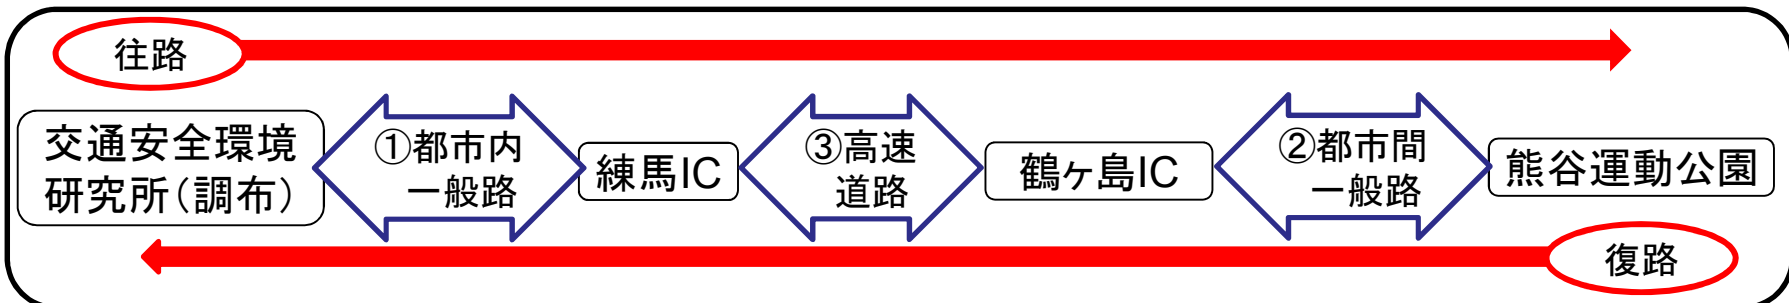 往路
交通安全環境
研究所(調布)
①都市内
一般路
練馬IC
③高速
道路
鶴ヶ島IC
②都市間
一般路
熊谷運動公園
復路